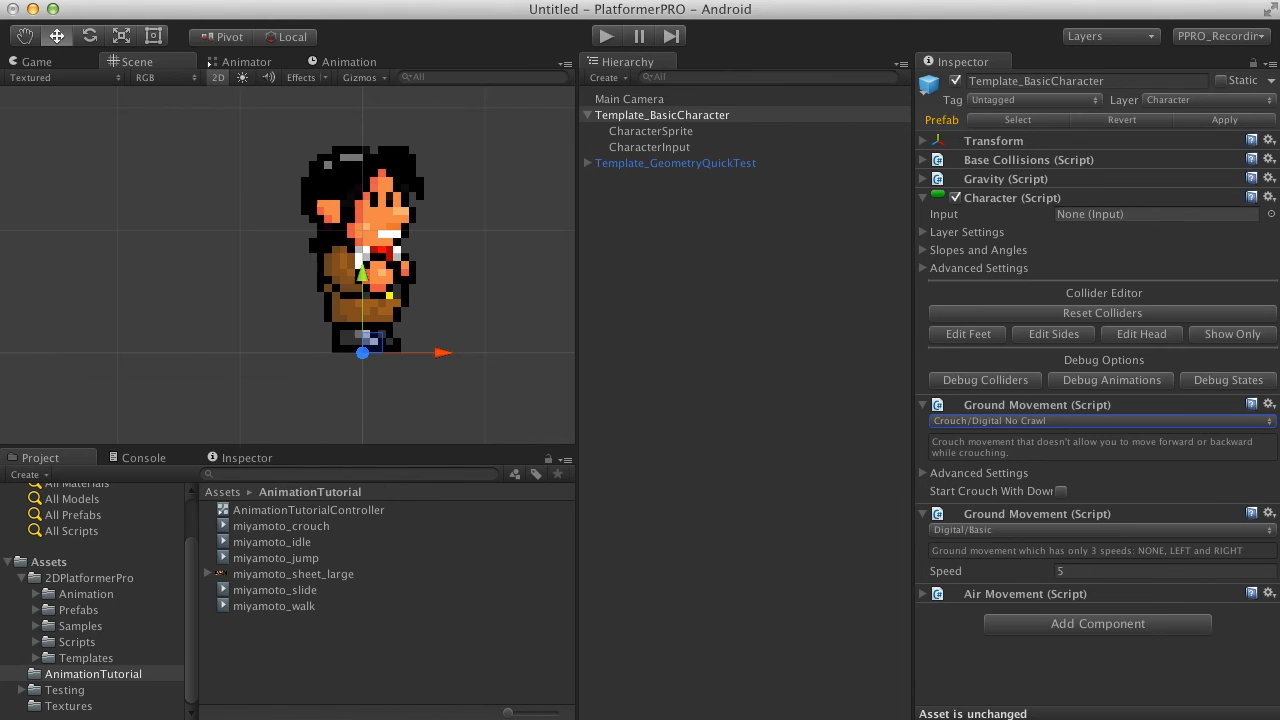 Untitled – PlatformerPRO – Android
Pivot
Local
Layers
PPRO_Recordin
Game
Scene
Animator
Animation
Textured
RGB
2D
Effects
Gizmos
All
Hierarchy
Create
All
Main Camera
Template_BasicCharacter
CharacterSprite
CharacterInput
Template_GeometryQuickTest
Inspector
Template_BasicCharacter
Static
Tag
Untagged
Layer
Character
Prefab
Select
Revert
Apply
Transform
Base Collisions (Script)
Gravity (Script)
Character (Script)
Input
None (Input)
Layer Settings
Slopes and Angles
Advanced Settings
Collider Editor
Reset Colliders
Edit Feet
Edit Sides
Edit Head
Show Only
Debug Options
Debug Colliders
Debug Animations
Debug States
Ground Movement (Script)
Crouch/Digital No Crawl
Crouch movement that doesn't allow you to move forward or backward
while crouching.
Advanced Settings
Start Crouch With Down
Ground Movement (Script)
Digital/Basic
Ground movement which has only 3 speeds: NONE, LEFT and RIGHT
Speed
5
Air Movement (Script)
Add Component
Asset is unchanged
Project
Console
Inspector
Create
All Materials
All Models
All Prefabs
All Scripts
Assets
2DPlatformerPro
Animation
Prefabs
Samples
Scripts
Templates
AnimationTutorial
Testing
Textures
Assets
AnimationTutorial
AnimationTutorialController
miyamoto_crouch
miyamoto_idle
miyamoto_jump
miyamoto_sheet_large
miyamoto_slide
miyamoto_walk